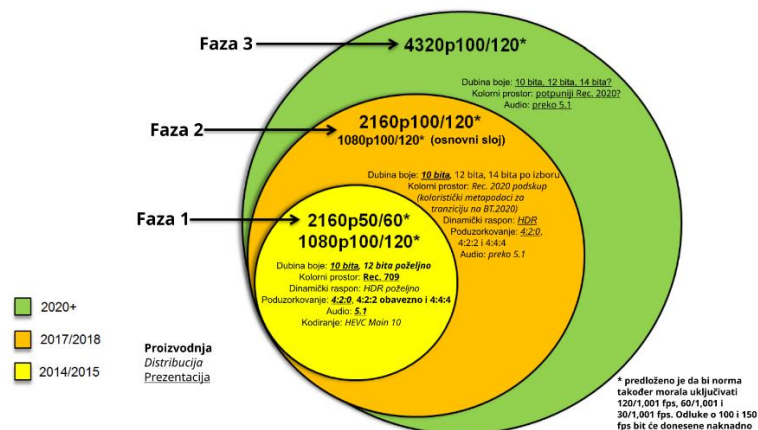 Faza 3
4320p100/120*
Dubina boje: 10 bita, 12 bita, 14 bita?
Kolorni prostor: potpuniji Rec. 2020?
Audio: preko 5.1
Faza 2
2160p100/120*
1080p100/120* (osnovni sloj)
Dubina boje: 10 bita, 12 bita, 14 bita po izboru
Kolorni prostor: Rec. 2020 podskup
(koloristički metapodaci za
tranziciju na BT.2020)
Dinamički raspon: HDR
Poduzorkovanje: 4:2:0,
4:2:2 i 4:4:4
Audio: preko 5.1
Faza 1
2160p50/60*
1080p100/120*
Dubina boje: 10 bita, 12 bita poželjno
Kolorni prostor: Rec. 709
Dinamički raspon: HDR poželjno
Poduzorkovanje: 4:2:0, 4:2:2 obavezno i 4:4:4
Audio: 5.1
Kodiranje: HEVC Main 10
2020+
2017/2018
2014/2015
Proizvodnja
Distribucija
Prezentacija
* predloženo je da bi norma
također morala uključivati
120/1,001 fps, 60/1,001 i
30/1,001 fps. Odluke o 100 i 150
fps bit će donesene naknadno